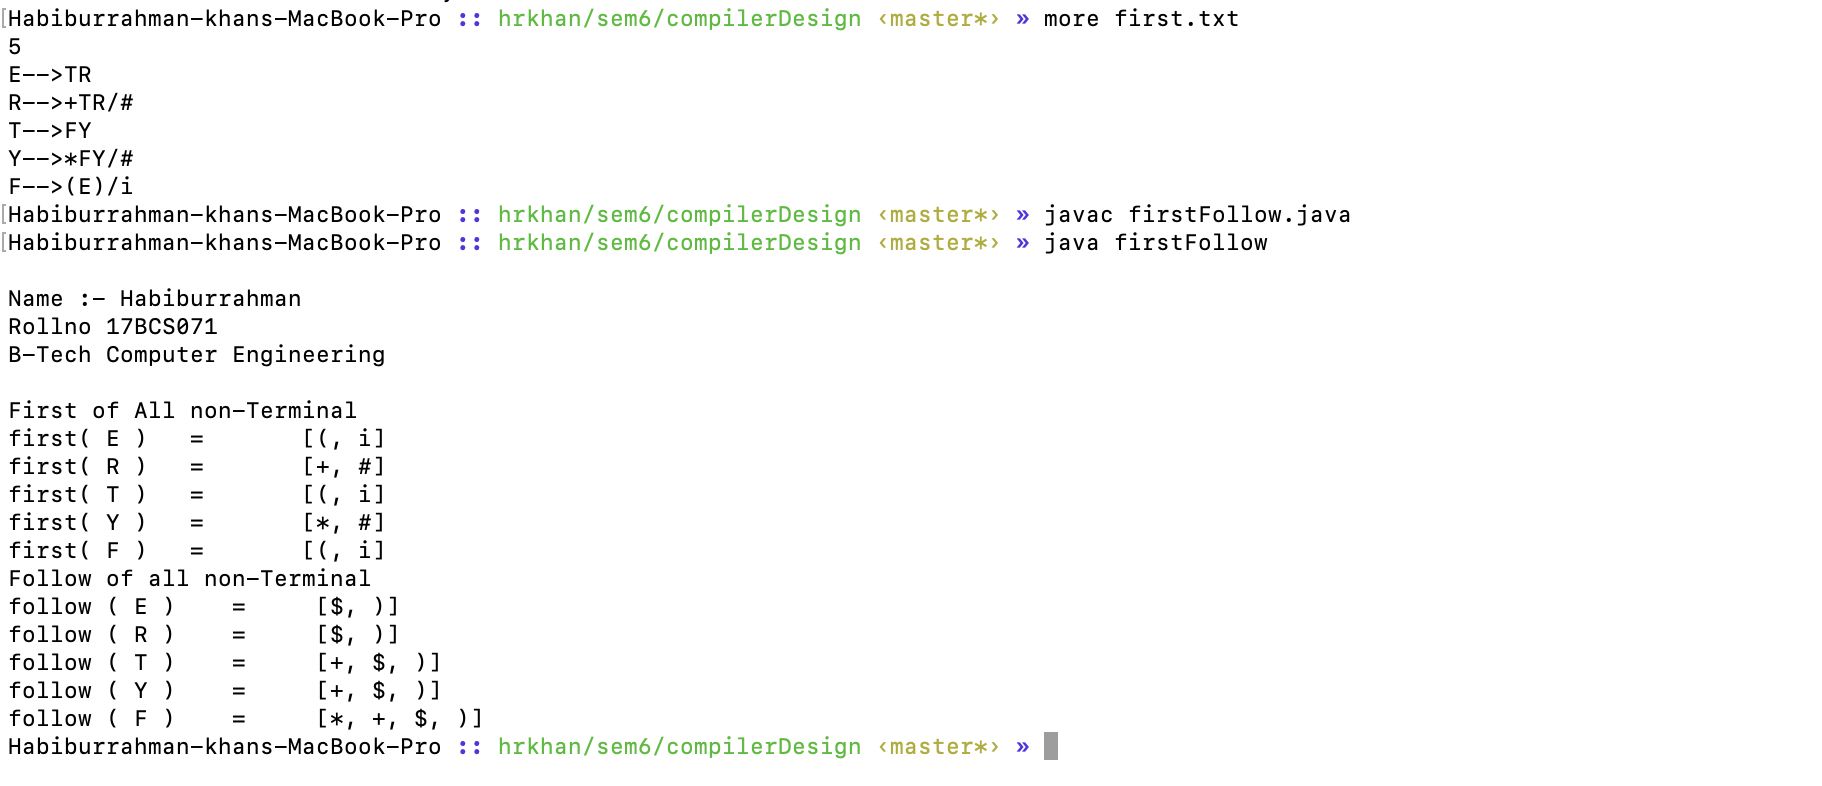 [Habiburrahman-khans-MacBook-Pro :: hrkhan/sem6/compilerDesign ‹master*› » more first.txt
5
E-->TR
R-->+TR/#
T-->FY
Y-->*FY/#
F-->(E)/i
[Habiburrahman-khans-MacBook-Pro :: hrkhan/sem6/compilerDesign ‹master*› » javac firstFollow.java
[Habiburrahman-khans-MacBook-Pro :: hrkhan/sem6/compilerDesign ‹master*› » java firstFollow
Name :- Habiburrahman
Rollno 17BCS071
B-Tech Computer Engineering
First of All non-Terminal
first( E )   =       [(, i]
first( R )   =       [+, #]
first( T )   =       [(, i]
first( Y )   =       [*, #]
first( F )   =       [(, i]
Follow of all non-Terminal
follow ( E )    =     [$, )]
follow ( R )    =     [$, )]
follow ( T )    =     [+, $, )]
follow ( Y )    =     [+, $, )]
follow ( F )    =     [*, +, $, )]
Habiburrahman-khans-MacBook-Pro :: hrkhan/sem6/compilerDesign ‹master*› »